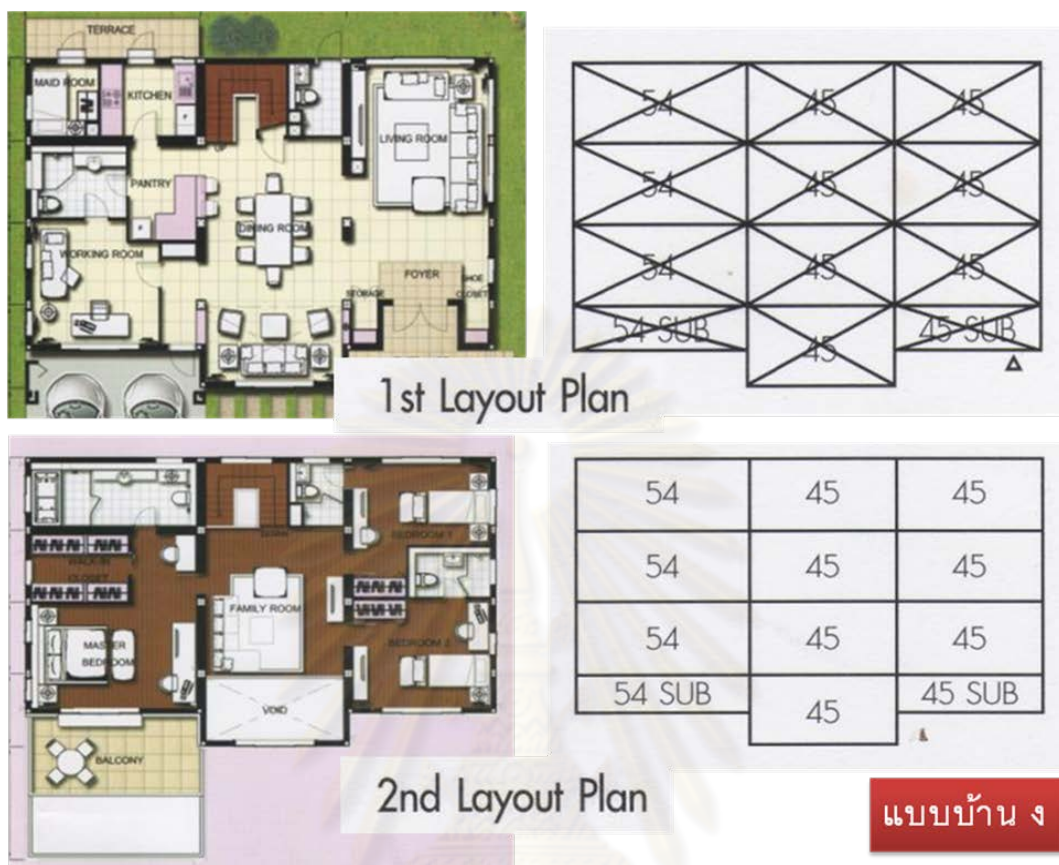 TERRACE
MAID ROOM
KITCHEN
LIVING ROOM
PANTRY
DINING ROOM
WORKING ROOM
FOYER
STORAGE
SHOE
CLOSET
54 45 45
54 45 45
54 45 45
54 SUB 45 45 SUB
1st Layout Plan
BEDROOM 1
DOWN
WALK-IN
CLOSET
FAMILY ROOM
MASTER
BEDROOM
BEDROOM 2
VOID
BALCONY
54 45 45
54 45 45
54 45 45
54 SUB 45 45 SUB
2nd Layout Plan
แบบบ้าน ง